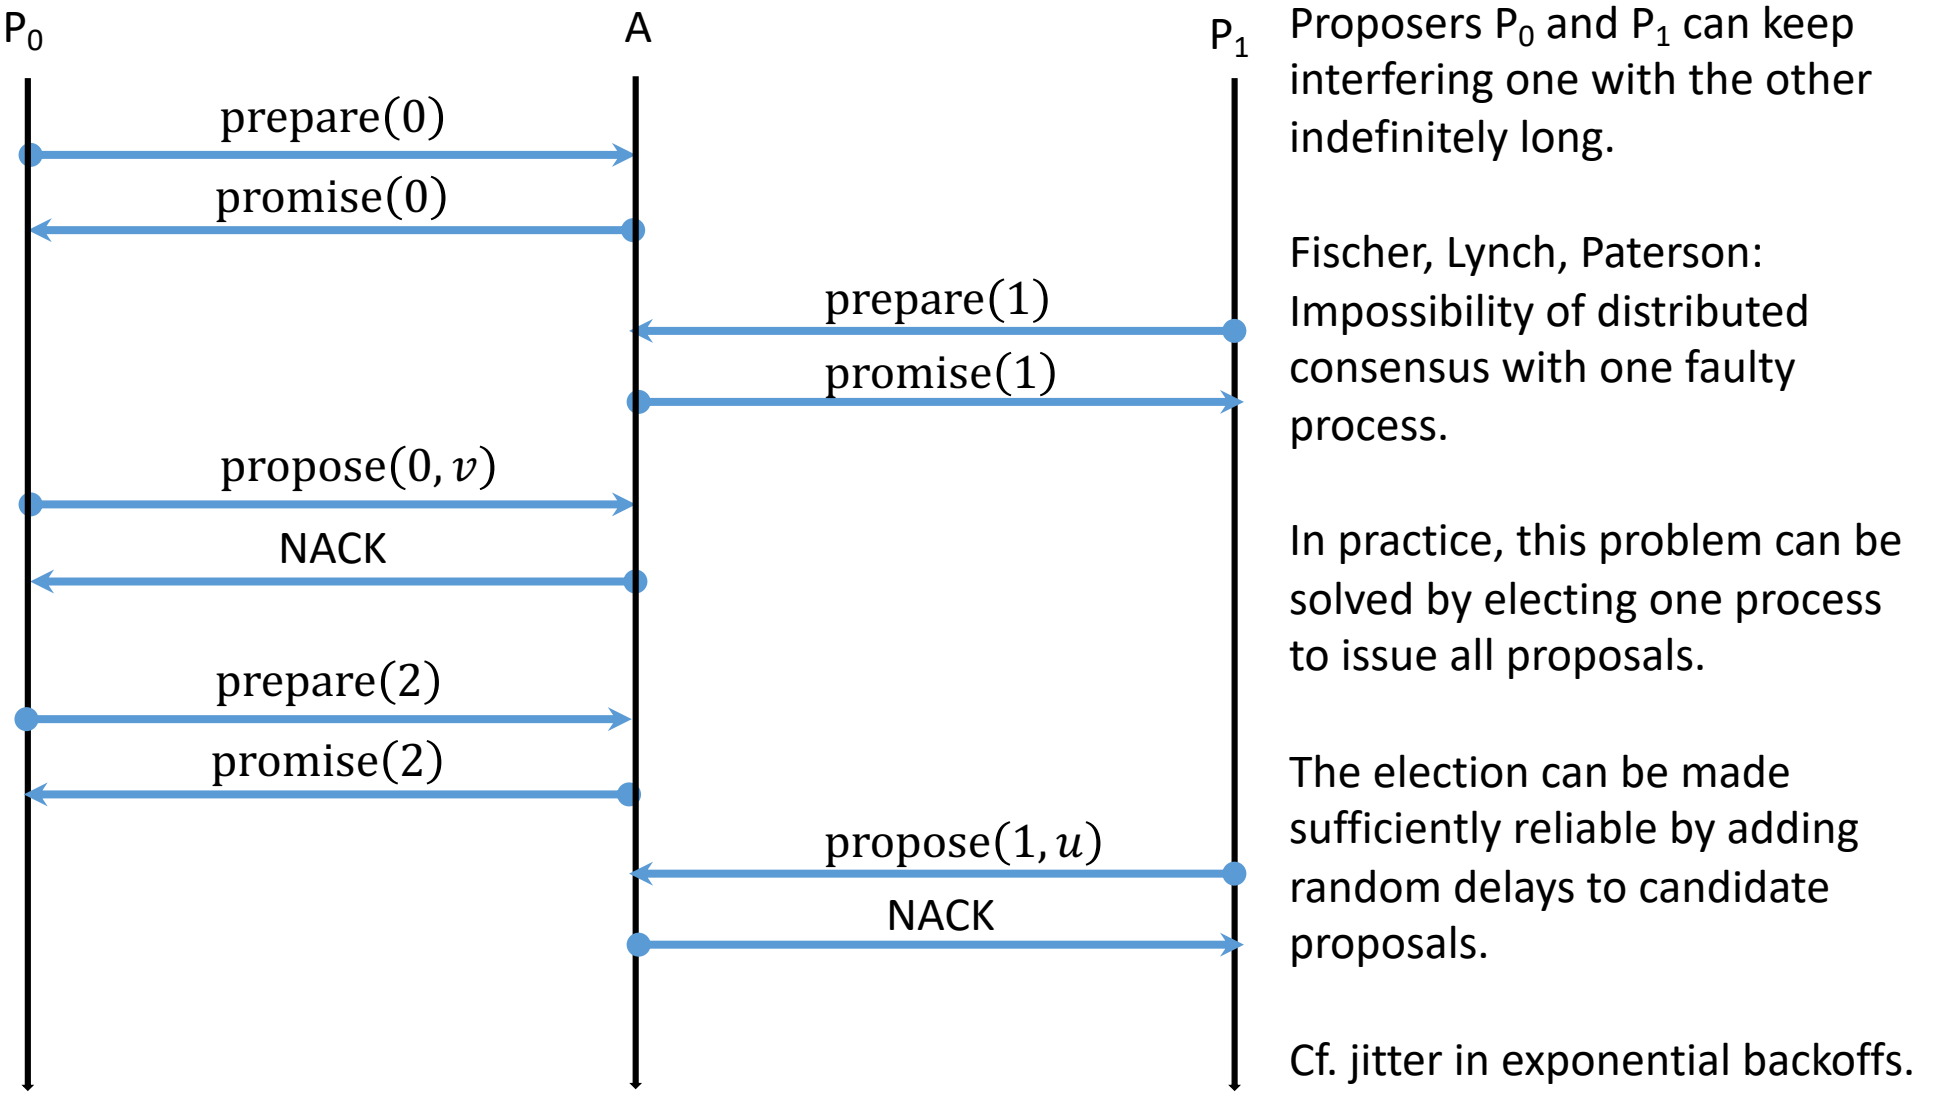 P₀
A
P₁
prepare(0)
promise(0)
prepare(1)
promise(1)
propose(0, v)
NACK
prepare(2)
promise(2)
propose(1, u)
NACK
Proposers P₀ and P₁ can keep
interfering one with the other
indefinitely long.
Fischer, Lynch, Paterson:
Impossibility of distributed
consensus with one faulty
process.
In practice, this problem can be
solved by electing one process
to issue all proposals.
The election can be made
sufficiently reliable by adding
random delays to candidate
proposals.
Cf. jitter in exponential backoffs.